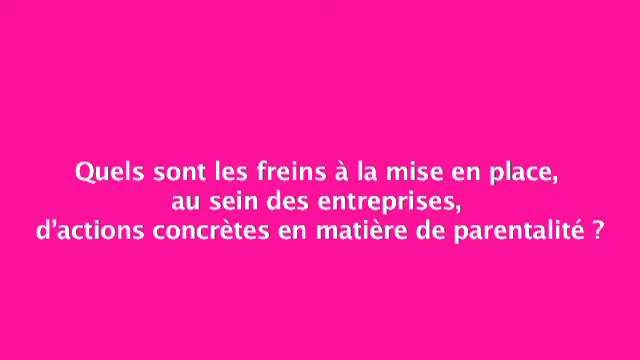 Quels sont les freins à la mise en place,
au sein des entreprises,
d’actions concrètes en matière de parentalité ?